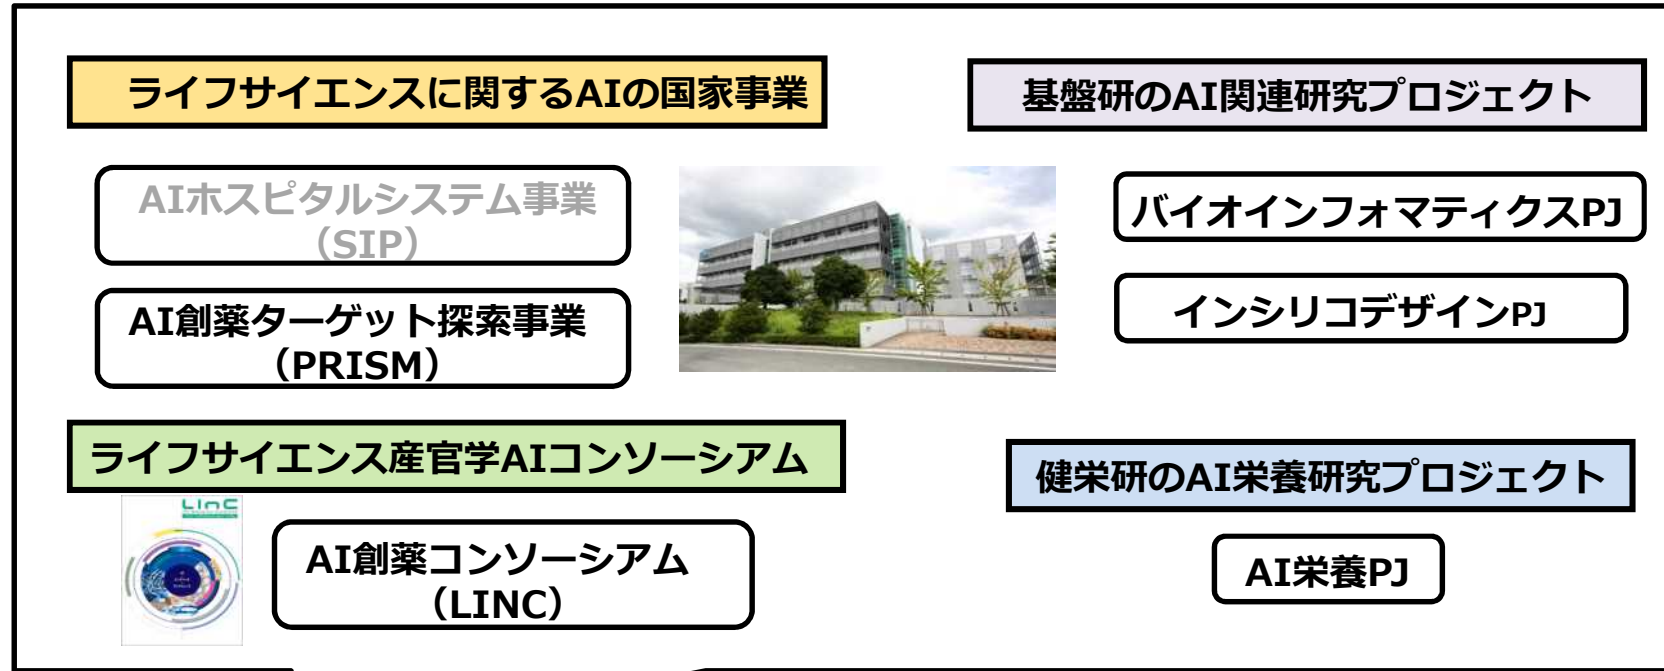 ライフサイエンスに関するAIの国家事業
AIホスピタルシステム事業
（SIP）
AI創薬ターゲット探索事業
（PRISM）
ライフサイエンス産官学AIコンソーシアム
LINC
AI創薬コンソーシアム
（LINC）
基盤研のAI関連研究プロジェクト
バイオインフォマティクスPJ
インシリコデザインPJ
健栄研のAI栄養研究プロジェクト
AI栄養PJ